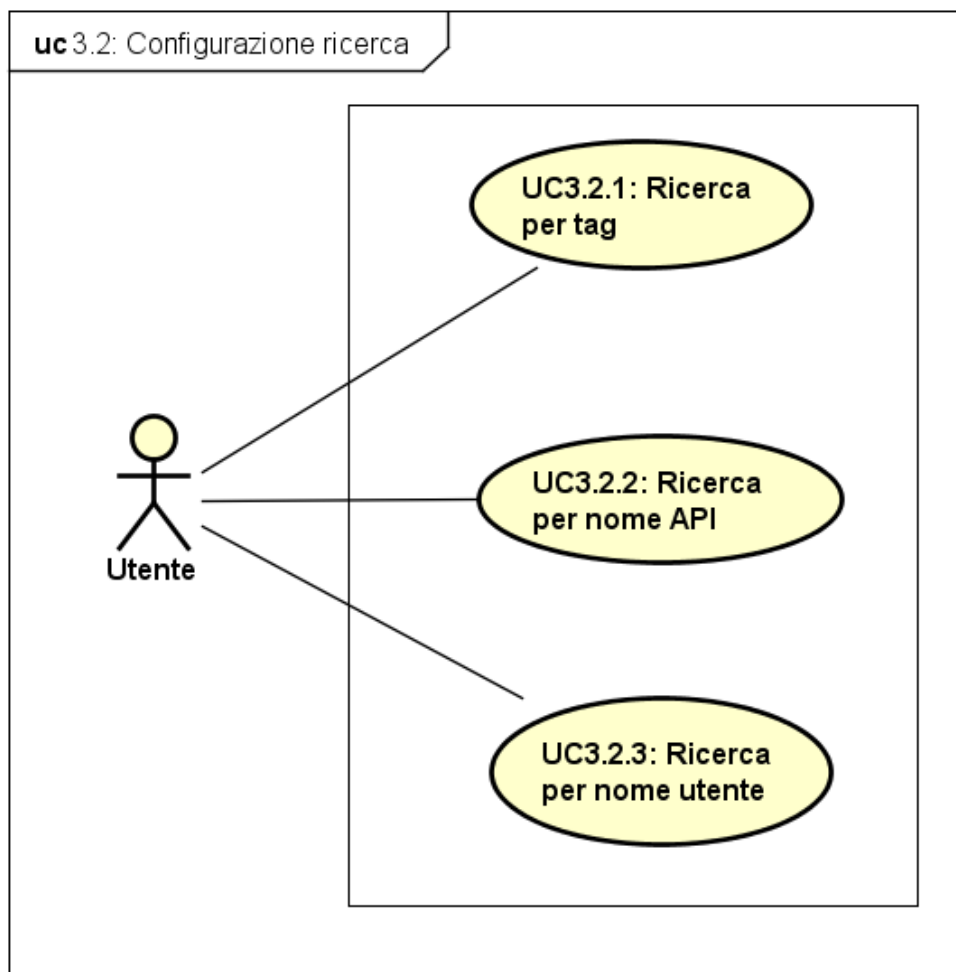 uc 3.2: Configurazione ricerca
UC3.2.1: Ricerca
per tag
UC3.2.2: Ricerca
per nome API
Utente
UC3.2.3: Ricerca
per nome utente